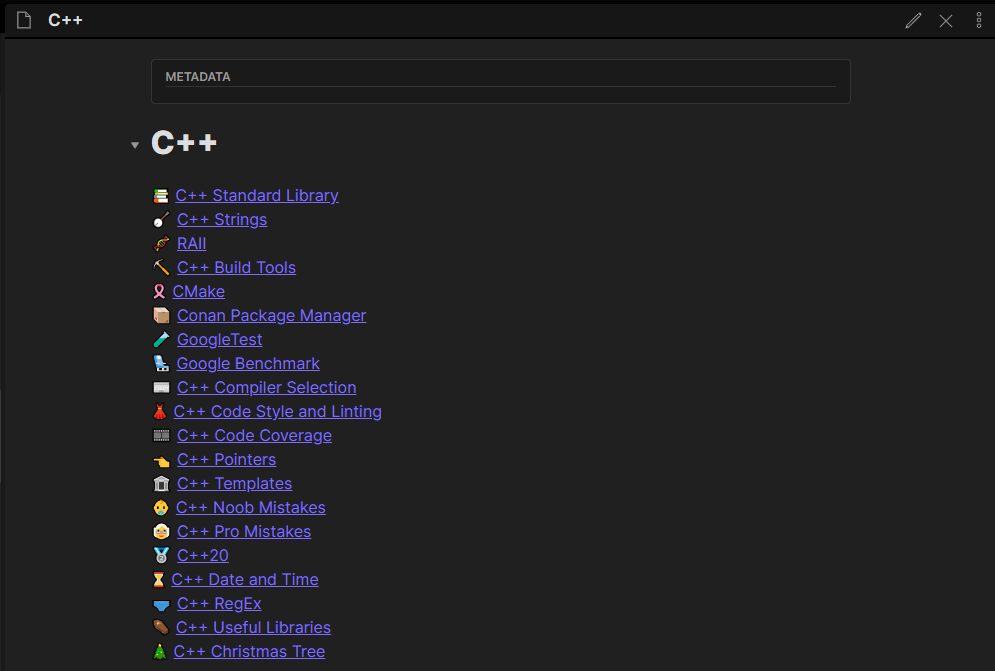 C++
METADATA
C++
C++ Standard Library
C++ Strings
RAII
C++ Build Tools
CMake
Conan Package Manager
GoogleTest
Google Benchmark
C++ Compiler Selection
C++ Code Style and Linting
C++ Code Coverage
C++ Pointers
C++ Templates
C++ Noob Mistakes
C++ Pro Mistakes
C++20
C++ Date and Time
C++ RegEx
C++ Useful Libraries
C++ Christmas Tree